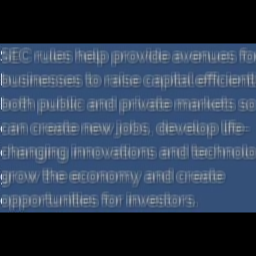 SEC rules help provide avenues for
businesses to raise capital efficient
both public and private markets so
can create new jobs, develop life-
changing innovations and technolo
grow the economy and create
opportunities for investors.